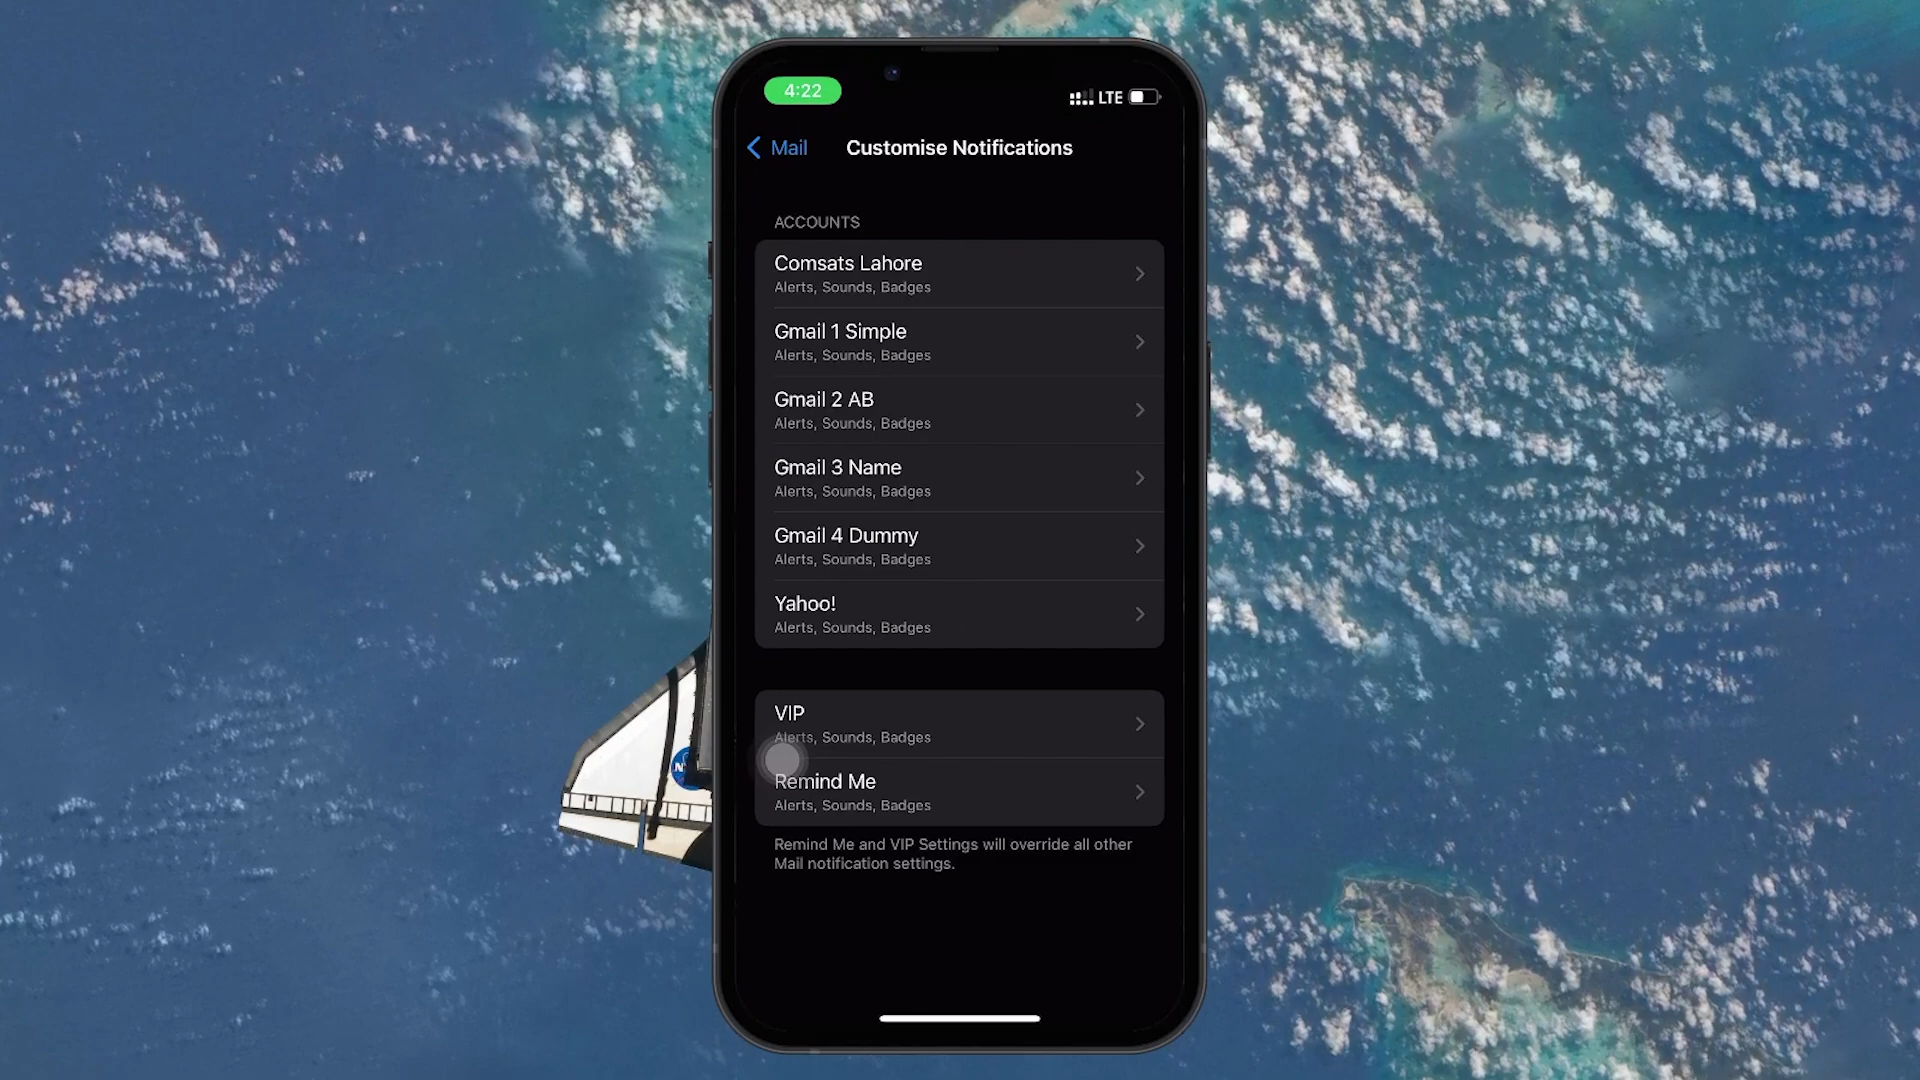 4:22
LTE
Mail
Customise Notifications
ACCOUNTS
Comsats Lahore
Alerts, Sounds, Badges
Gmail 1 Simple
Alerts, Sounds, Badges
Gmail 2 AB
Alerts, Sounds, Badges
Gmail 3 Name
Alerts, Sounds, Badges
Gmail 4 Dummy
Alerts, Sounds, Badges
Yahoo!
Alerts, Sounds, Badges
VIP
Alerts, Sounds, Badges
Remind Me
Alerts, Sounds, Badges
Remind Me and VIP Settings will override all other
Mail notification settings.